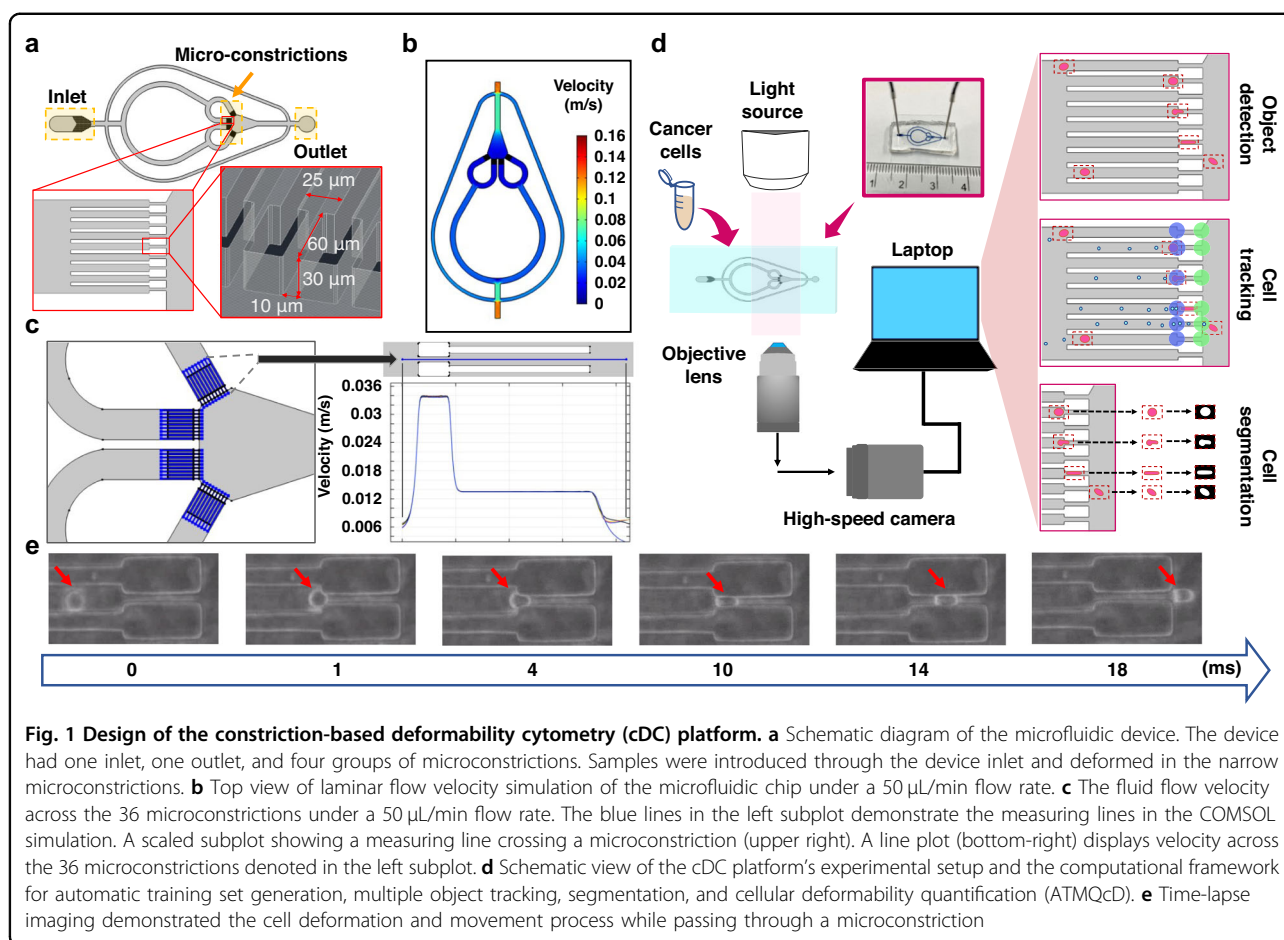 a
Micro-constrictions
Inlet
Outlet
25 µm
60 µm
30 µm
10 µm
b
Velocity
(m/s)
0.16
0.14
0.12
0.10
0.08
0.06
0.04
0.02
0
c
Velocity (m/s)
0.036
0.03
0.024
0.018
0.012
0.006
d
Cancer
cells
Light
source
1 2 3 4
Laptop
Objective
lens
High-speed camera
Object
detection
Cell
tracking
Cell
segmentation
e
0 1 4 10 14 18 (ms)
Fig. 1 Design of the constriction-based deformability cytometry (cDC) platform. a Schematic diagram of the microfluidic device. The device
had one inlet, one outlet, and four groups of microconstrictions. Samples were introduced through the device inlet and deformed in the narrow
microconstrictions. b Top view of laminar flow velocity simulation of the microfluidic chip under a 50 µL/min flow rate. c The fluid flow velocity
across the 36 microconstrictions under a 50 µL/min flow rate. The blue lines in the left subplot demonstrate the measuring lines in the COMSOL
simulation. A scaled subplot showing a measuring line crossing a microconstriction (upper right). A line plot (bottom-right) displays velocity across
the 36 microconstrictions denoted in the left subplot. d Schematic view of the cDC platform's experimental setup and the computational framework
for automatic training set generation, multiple object tracking, segmentation, and cellular deformability quantification (ATMQcD). e Time-lapse
imaging demonstrated the cell deformation and movement process while passing through a microconstriction